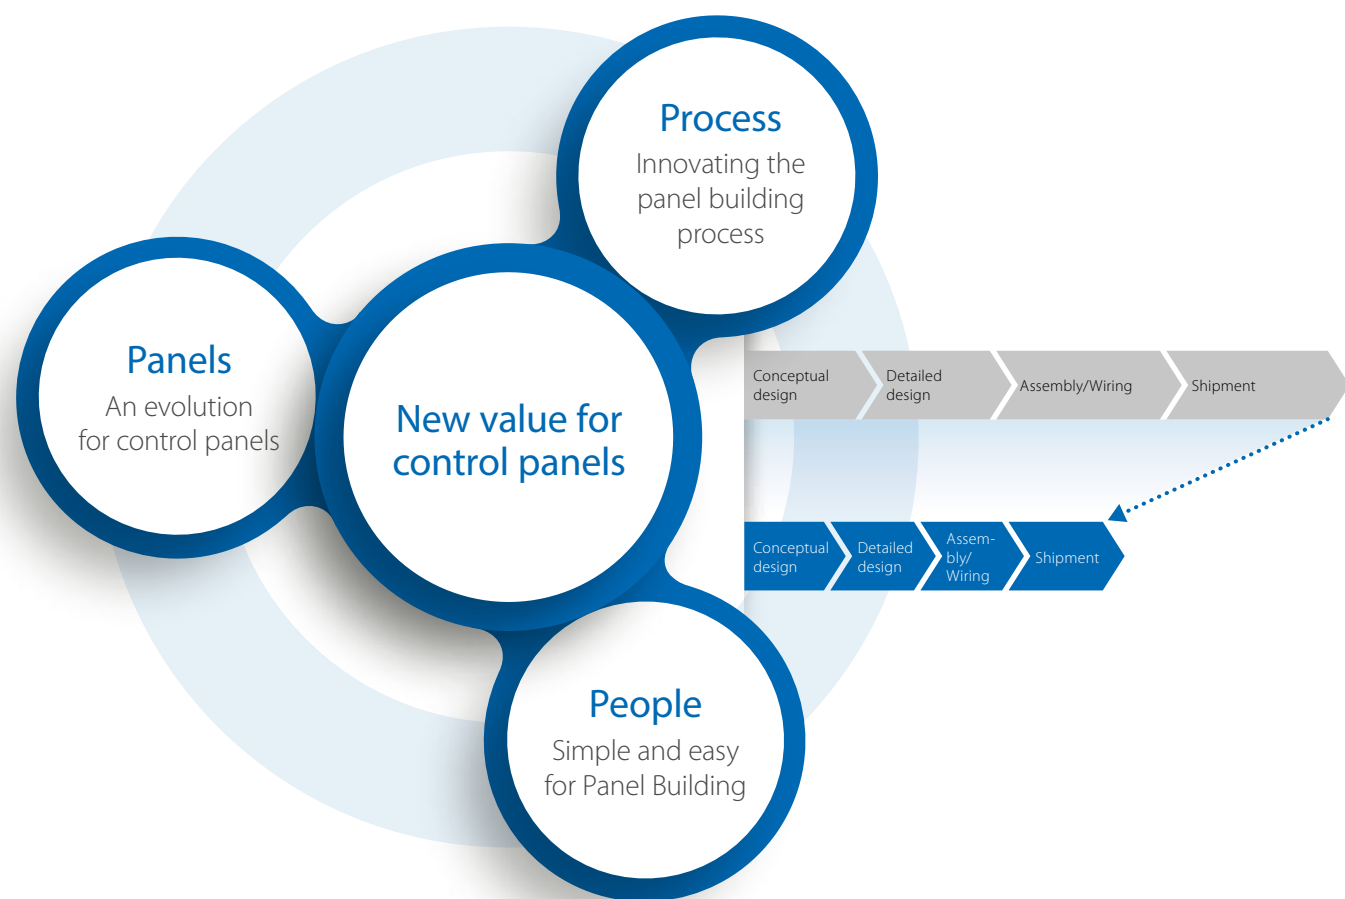 Process
Innovating the
panel building
process
Panels
An evolution
for control panels
New value for
control panels
People
Simple and easy
for Panel Building
Conceptual
design
Detailed
design
Assembly/Wiring
Shipment
Conceptual
design
Detailed
design
Assem-
bly/
Wiring
Shipment